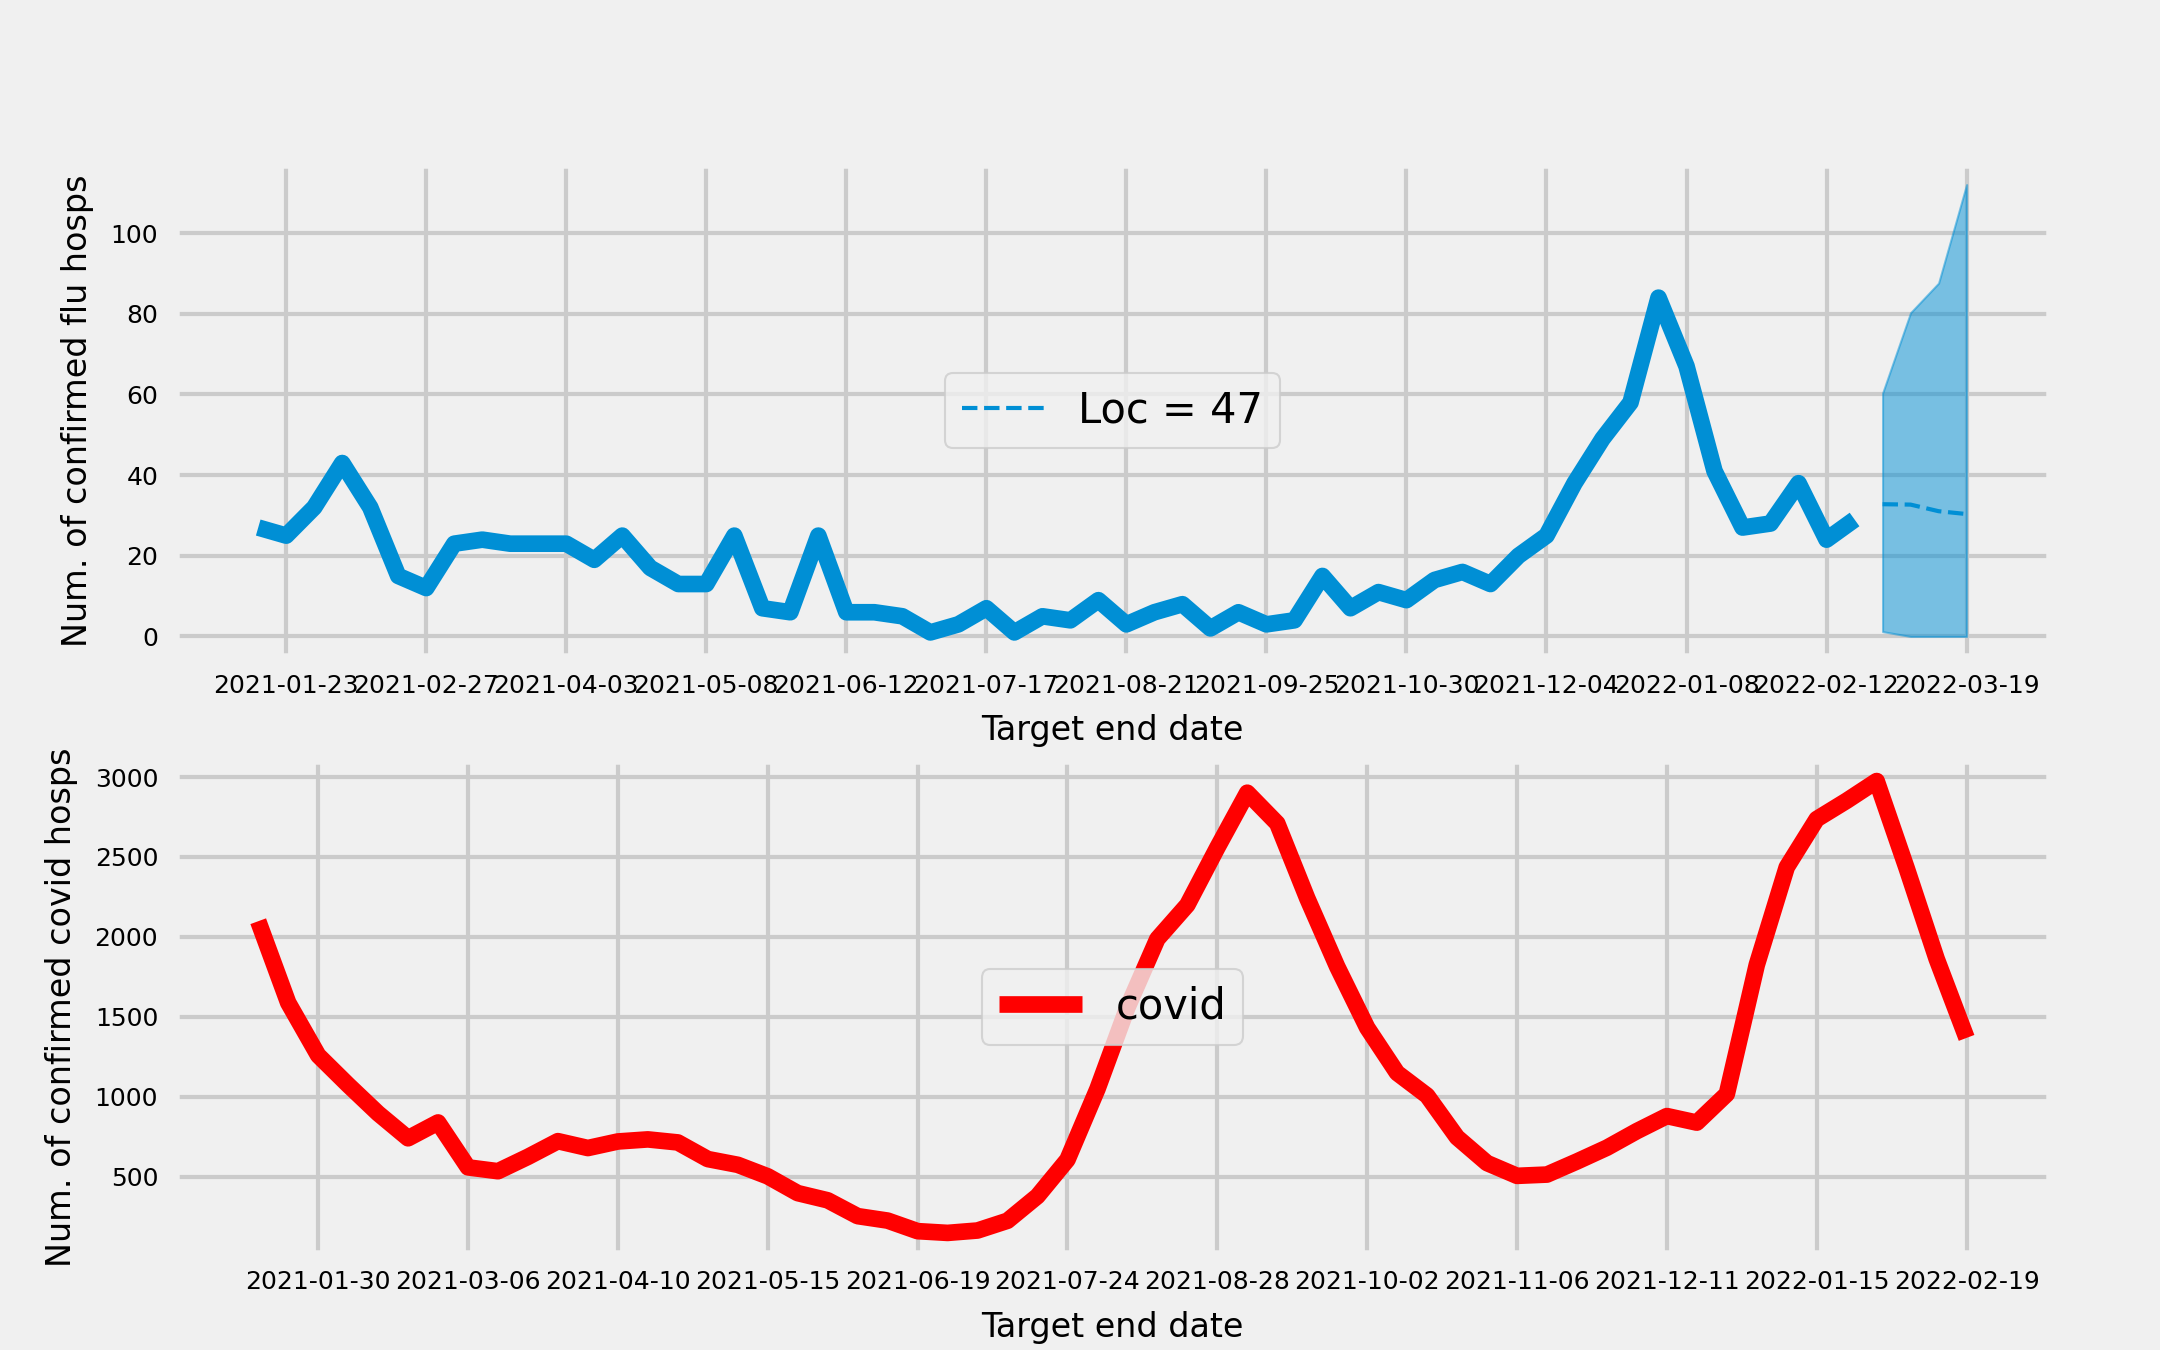 Num. of confirmed flu hosps
100
80
60
40
20
0
Loc = 47
2021-01-23 2021-02-27 2021-04-03 2021-05-08 2021-06-12 2021-07-17 2021-08-21 2021-09-25 2021-10-30 2021-12-04 2022-01-08 2022-02-12 2022-03-19
Target end date
Num. of confirmed covid hosps
3000
2500
2000
1500
1000
500
covid
2021-01-30 2021-03-06 2021-04-10 2021-05-15 2021-06-19 2021-07-24 2021-08-28 2021-10-02 2021-11-06 2021-12-11 2022-01-15 2022-02-19
Target end date